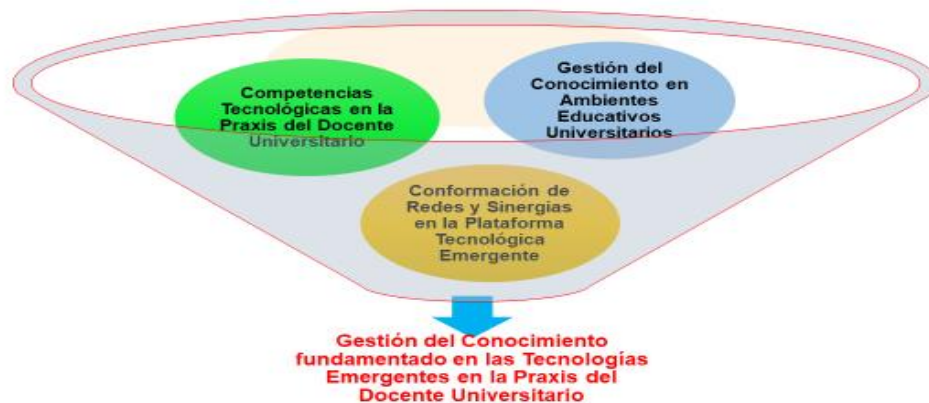 Competencias
Tecnológicas en la
Praxis del Docente
Universitario
Gestión del
Conocimiento en
Ambientes
Educativos
Universitarios
Conformación de
Redes y Sinergias
en la Plataforma
Tecnológica
Emergente
Gestión del Conocimiento
fundamentado en las Tecnologías
Emergentes en la Praxis del
Docente Universitario